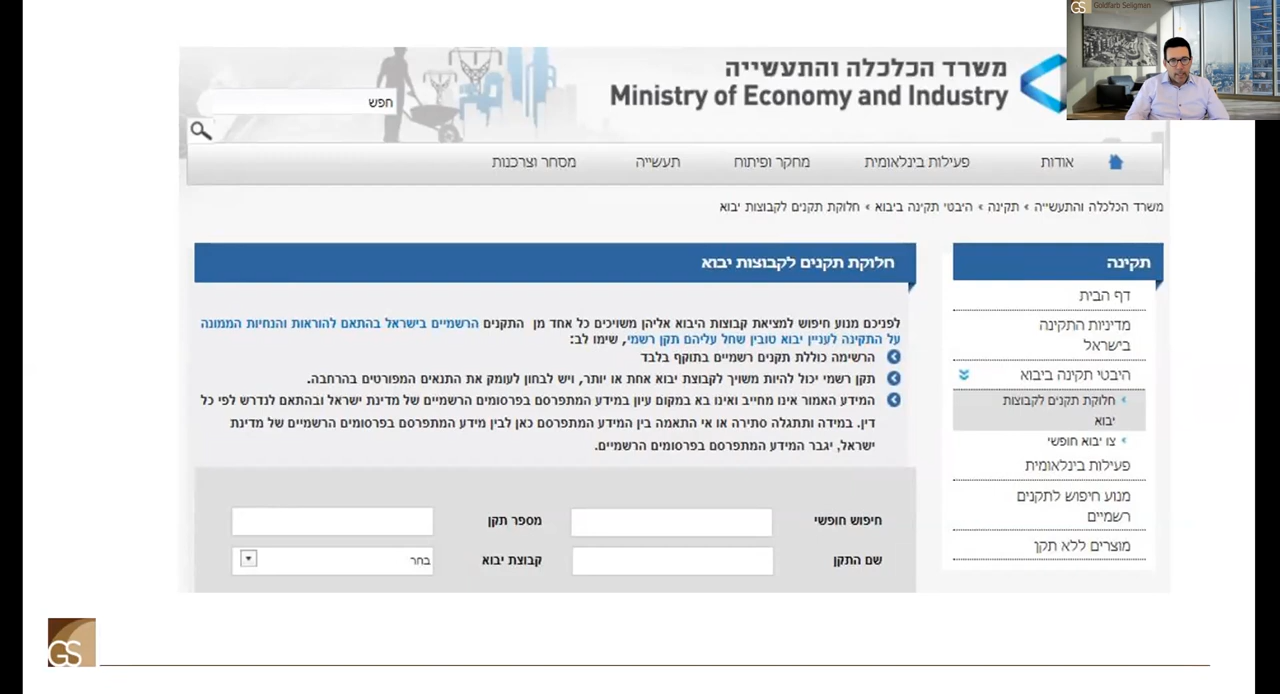 GS Goldfarb Seligman
משרד הכלכלה והתעשייה
Ministry of Economy and Industry
חפש
אודות פעילות בינלאומית מחקר ופיתוח תעשייה מסחר וצרכנות
משרד הכלכלה והתעשייה › תקינה › היבטי תקינה ביבוא › חלוקת תקנים לקבוצות יבוא
תקינה
דף הבית
מדיניות התקינה
בישראל
היבטי תקינה ביבוא
חלוקת תקנים לקבוצות
יבוא
צו יבוא חופשי
פעילות בינלאומית
מנוע חיפוש לתקנים
רשמיים
מוצרים ללא תקן
חלוקת תקנים לקבוצות יבוא
לפניכם מנוע חיפוש למציאת קבוצות היבוא אליהן משויכים כל אחד מן התקנים הרשמיים בישראל בהתאם להוראות והנחיות הממונה
על התקינה לעניין יבוא טובין שחל עליהם תקן רשמי, שימו לב:
הרשימה כוללת תקנים רשמיים בתוקף בלבד
תקן רשמי יכול להיות משויך לקבוצת יבוא אחת או יותר, ויש לבחון לעומק את התנאים המפורטים בהרחבה.
המידע האמור אינו מחייב ואינו בא במקום עיון במידע המתפרסם בפרסומים הרשמיים של מדינת ישראל ובהתאם לנדרש לפי כל
דין. במידה ותתגלה סתירה או אי התאמה בין המידע המתפרסם כאן לבין מידע המתפרסם בפרסומים הרשמיים של מדינת
ישראל, יגבר המידע המתפרסם בפרסומים הרשמיים.
חיפוש חופשי מספר תקן
שם התקן קבוצת יבוא בחר
GS